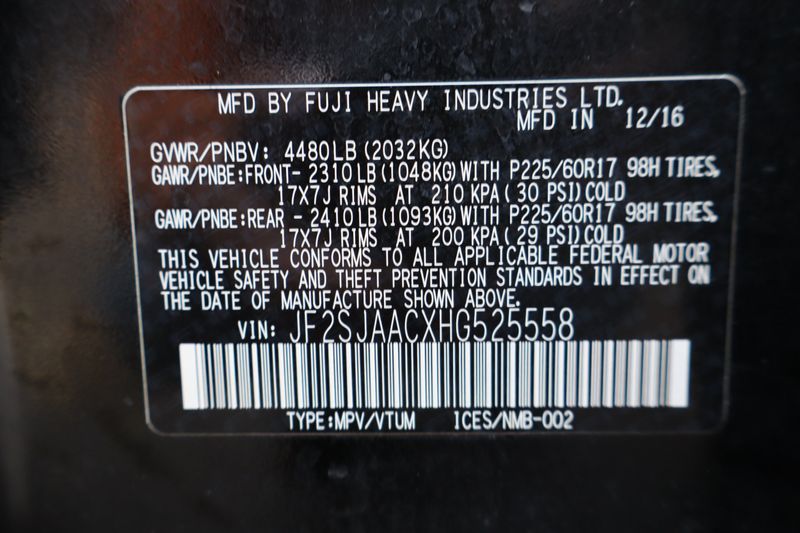 MFD BY FUJI HEAVY INDUSTRIES LTD.
MFD IN 12/16
GVWR/PNBV: 4480LB(2032KG)
GAWR/PNBE:FRONT- 2310LB(1048KG)WITH P225/60R17 98H TIRES,
17X7J RIMS AT 210 KPA( 30 PSI)COLD
GAWR/PNBE:REAR - 2410LB(1093KG)WITH P225/60R17 98H TIRES,
17X7J RIMS AT 200 KPA( 29 PSI)COLD
THIS VEHICLE CONFORMS TO ALL APPLICABLE FEDERAL MOTOR
VEHICLE SAFETY AND THEFT PREVENTION STANDARDS IN EFFECT ON
THE DATE OF MANUFACTURE SHOWN ABOVE.
VIN: JF2SJAACXHG525558
TYPE:MPV/VTUM ICES/NMB-002